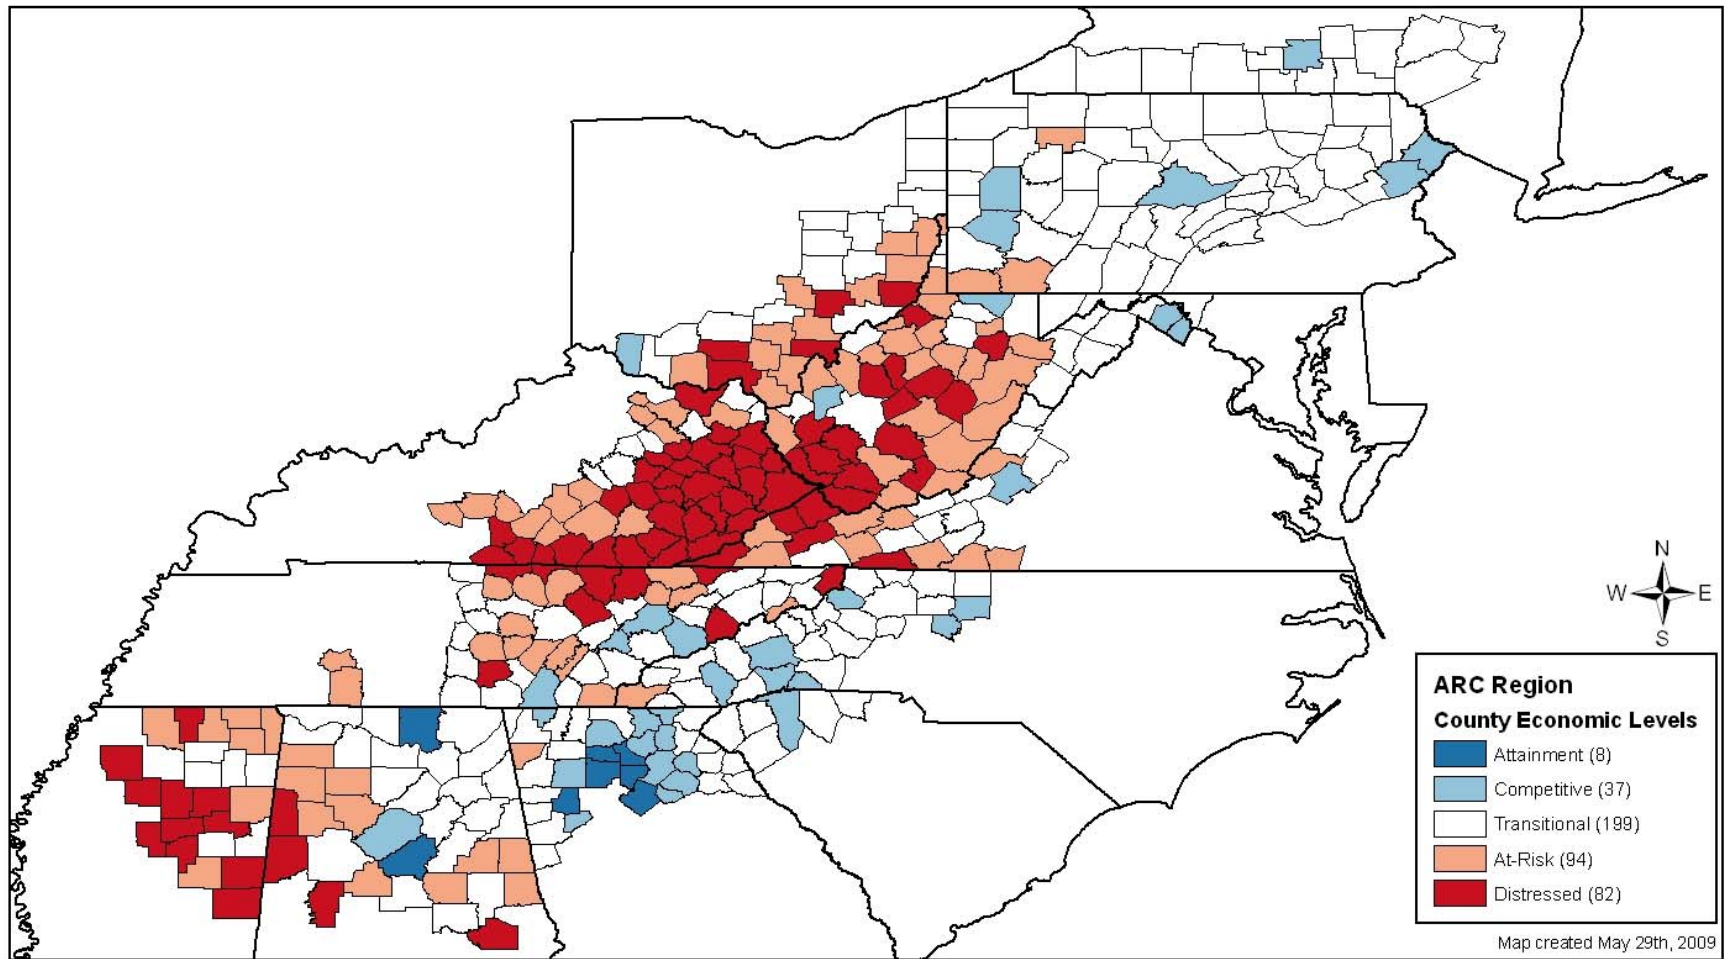 N
W E
S
ARC Region
County Economic Levels
Attainment (8)
Competitive (37)
Transitional (199)
At-Risk (94)
Distressed (82)
Map created May 29th, 2009